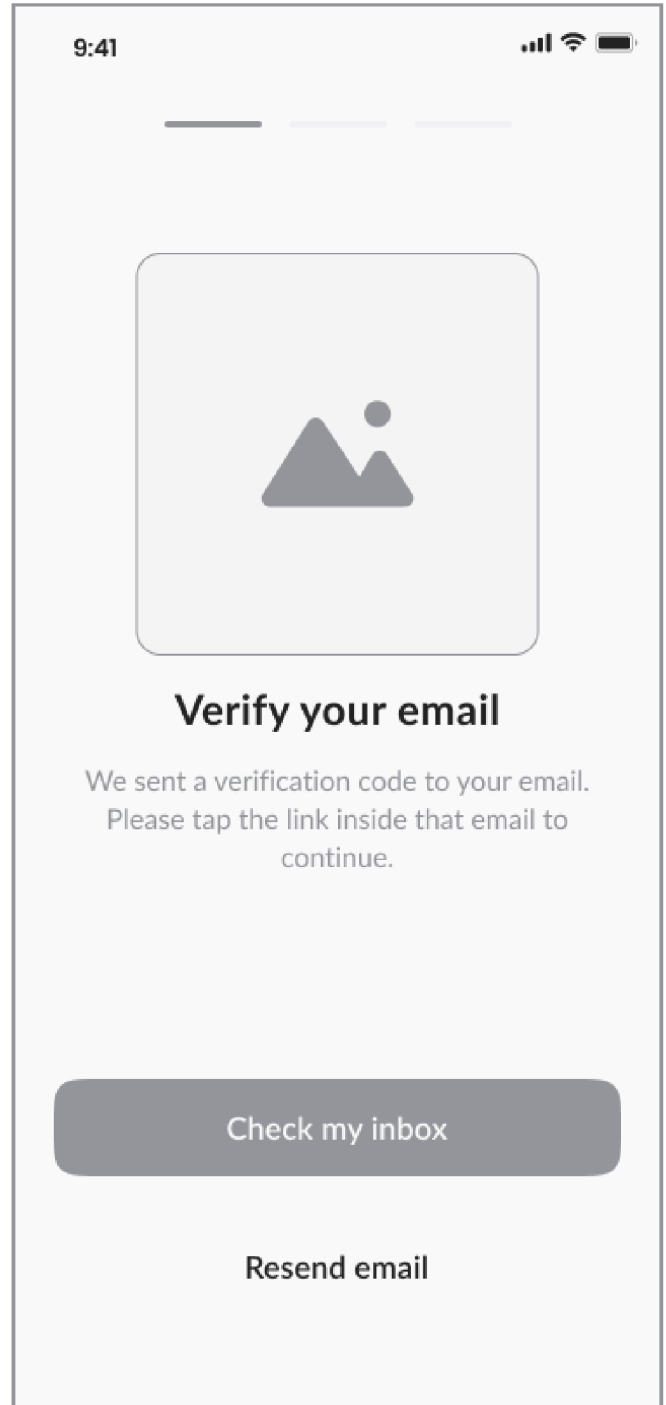 9:41
Verify your email
We sent a verification code to your email.
Please tap the link inside that email to
continue.
Check my inbox
Resend email